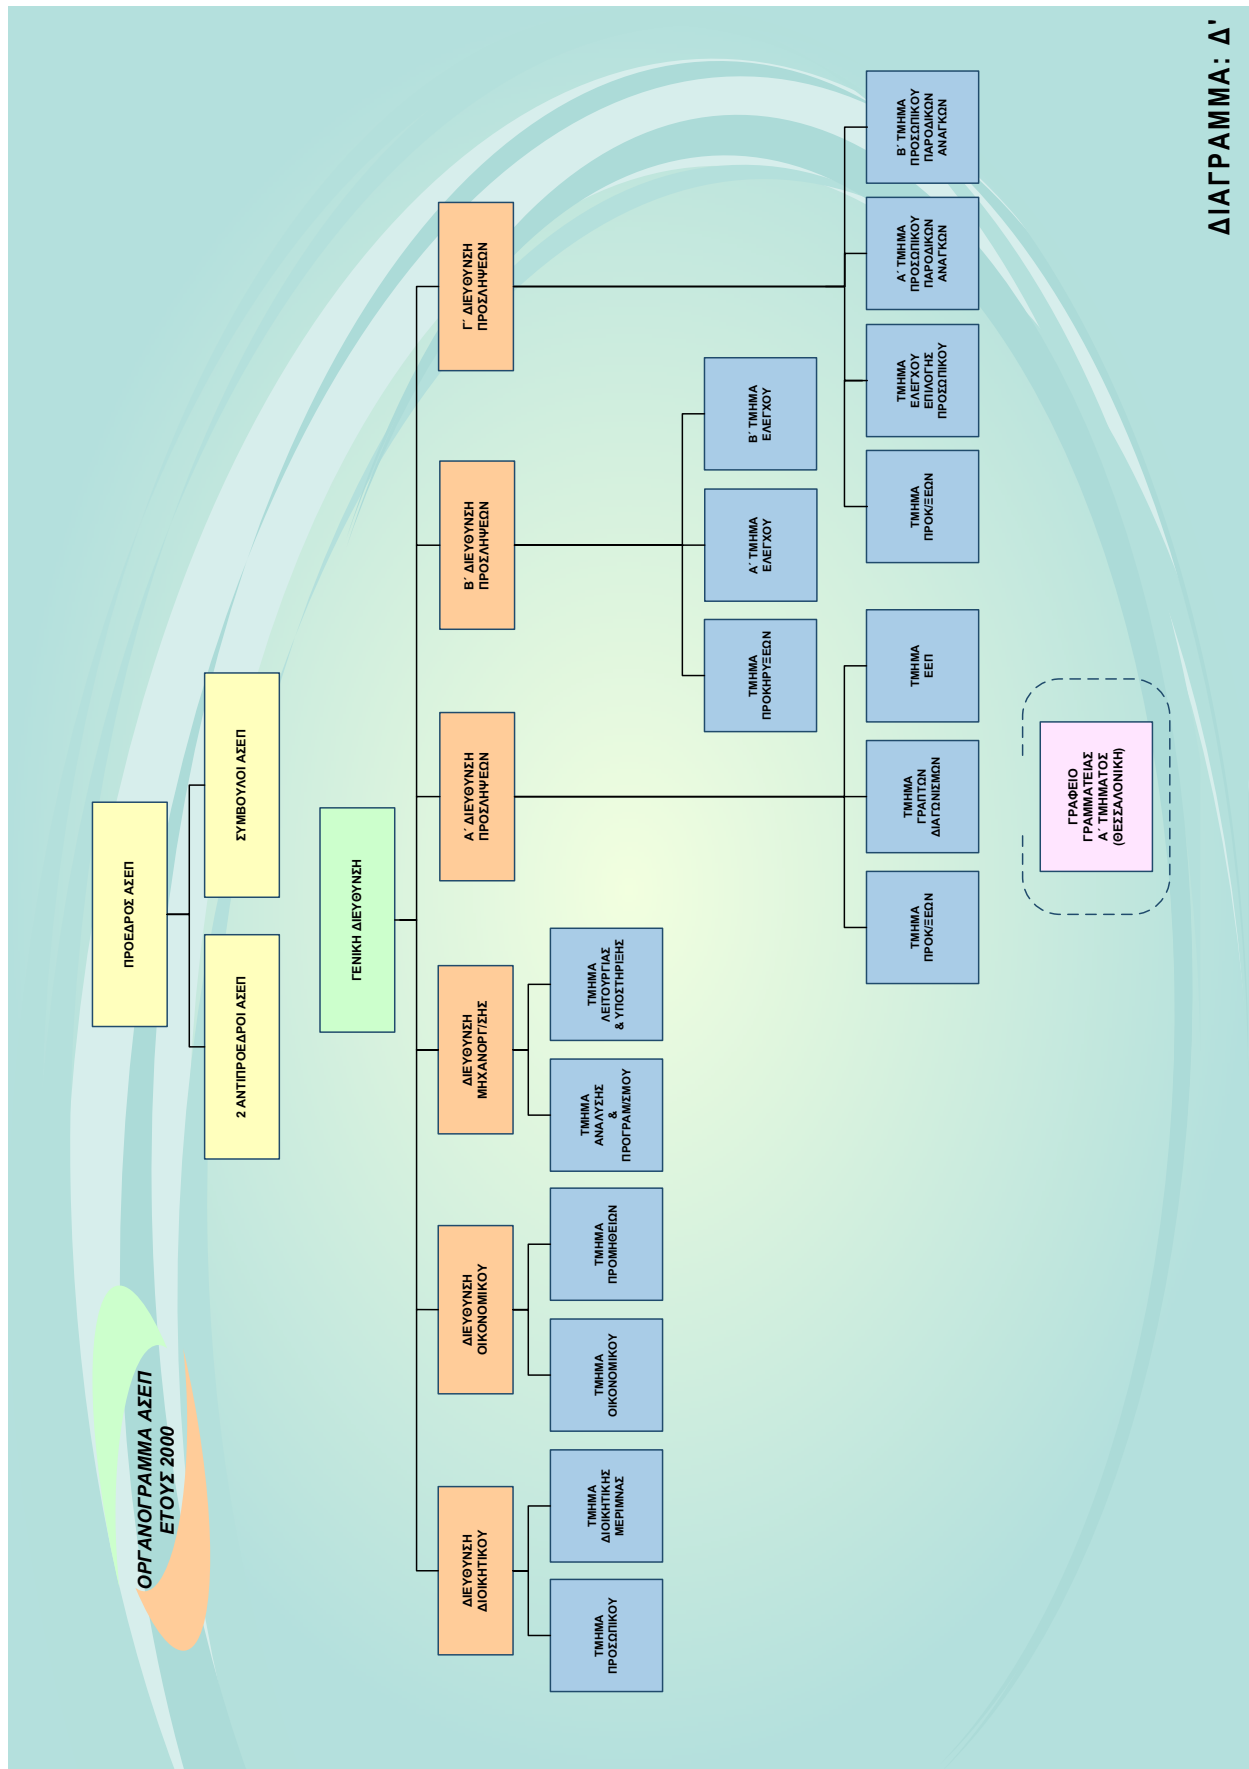 ΟΡΓΑΝΟΓΡΑΜΜΑ ΑΣΕΠ
ΕΤΟΥΣ 2000
ΠΡΟΕΔΡΟΣ ΑΣΕΠ
2 ΑΝΤΙΠΡΟΕΔΡΟΙ ΑΣΕΠ
ΣΥΜΒΟΥΛΟΙ ΑΣΕΠ
ΓΕΝΙΚΗ ΔΙΕΥΘΥΝΣΗ
ΔΙΕΥΘΥΝΣΗ
ΔΙΟΙΚΗΤΙΚΟΥ
ΔΙΕΥΘΥΝΣΗ
ΟΙΚΟΝΟΜΙΚΟΥ
ΔΙΕΥΘΥΝΣΗ
ΜΗΧΑΝΟΡΓ/ΣΗΣ
Α΄ ΔΙΕΥΘΥΝΣΗ
ΠΡΟΣΛΗΨΕΩΝ
Β΄ ΔΙΕΥΘΥΝΣΗ
ΠΡΟΣΛΗΨΕΩΝ
Γ΄ ΔΙΕΥΘΥΝΣΗ
ΠΡΟΣΛΗΨΕΩΝ
ΤΜΗΜΑ
ΠΡΟΣΩΠΙΚΟΥ
ΤΜΗΜΑ
ΔΙΟΙΚΗΤΙΚΗΣ
ΜΕΡΙΜΝΑΣ
ΤΜΗΜΑ
ΟΙΚΟΝΟΜΙΚΟΥ
ΤΜΗΜΑ
ΠΡΟΜΗΘΕΙΩΝ
ΤΜΗΜΑ
ΑΝΑΛΥΣΗΣ
&
ΠΡΟΓΡΑΜ/ΣΜΟΥ
ΤΜΗΜΑ
ΛΕΙΤΟΥΡΓΙΑΣ
& ΥΠΟΣΤΗΡΙΞΗΣ
ΤΜΗΜΑ
ΠΡΟΚΗΡΥΞΕΩΝ
Α΄ ΤΜΗΜΑ
ΕΛΕΓΧΟΥ
Β΄ ΤΜΗΜΑ
ΕΛΕΓΧΟΥ
ΤΜΗΜΑ
ΠΡΟΚ/ΞΕΩΝ
ΤΜΗΜΑ
ΓΡΑΠΤΩΝ
ΔΙΑΓΩΝΙΣΜΩΝ
ΤΜΗΜΑ
ΕΕΠ
ΤΜΗΜΑ
ΠΡΟΚ/ΞΕΩΝ
ΤΜΗΜΑ
ΕΛΕΓΧΟΥ
ΕΠΙΛΟΓΗΣ
ΠΡΟΣΩΠΙΚΟΥ
Α΄ ΤΜΗΜΑ
ΠΡΟΣΩΠΙΚΟΥ
ΠΑΡΟΔΙΚΩΝ
ΑΝΑΓΚΩΝ
Β΄ ΤΜΗΜΑ
ΠΡΟΣΩΠΙΚΟΥ
ΠΑΡΟΔΙΚΩΝ
ΑΝΑΓΚΩΝ
ΓΡΑΦΕΙΟ
ΓΡΑΜΜΑΤΕΙΑΣ
Α΄ ΤΜΗΜΑΤΟΣ
(ΘΕΣΣΑΛΟΝΙΚΗ)
ΔΙΑΓΡΑΜΜΑ: Δ'